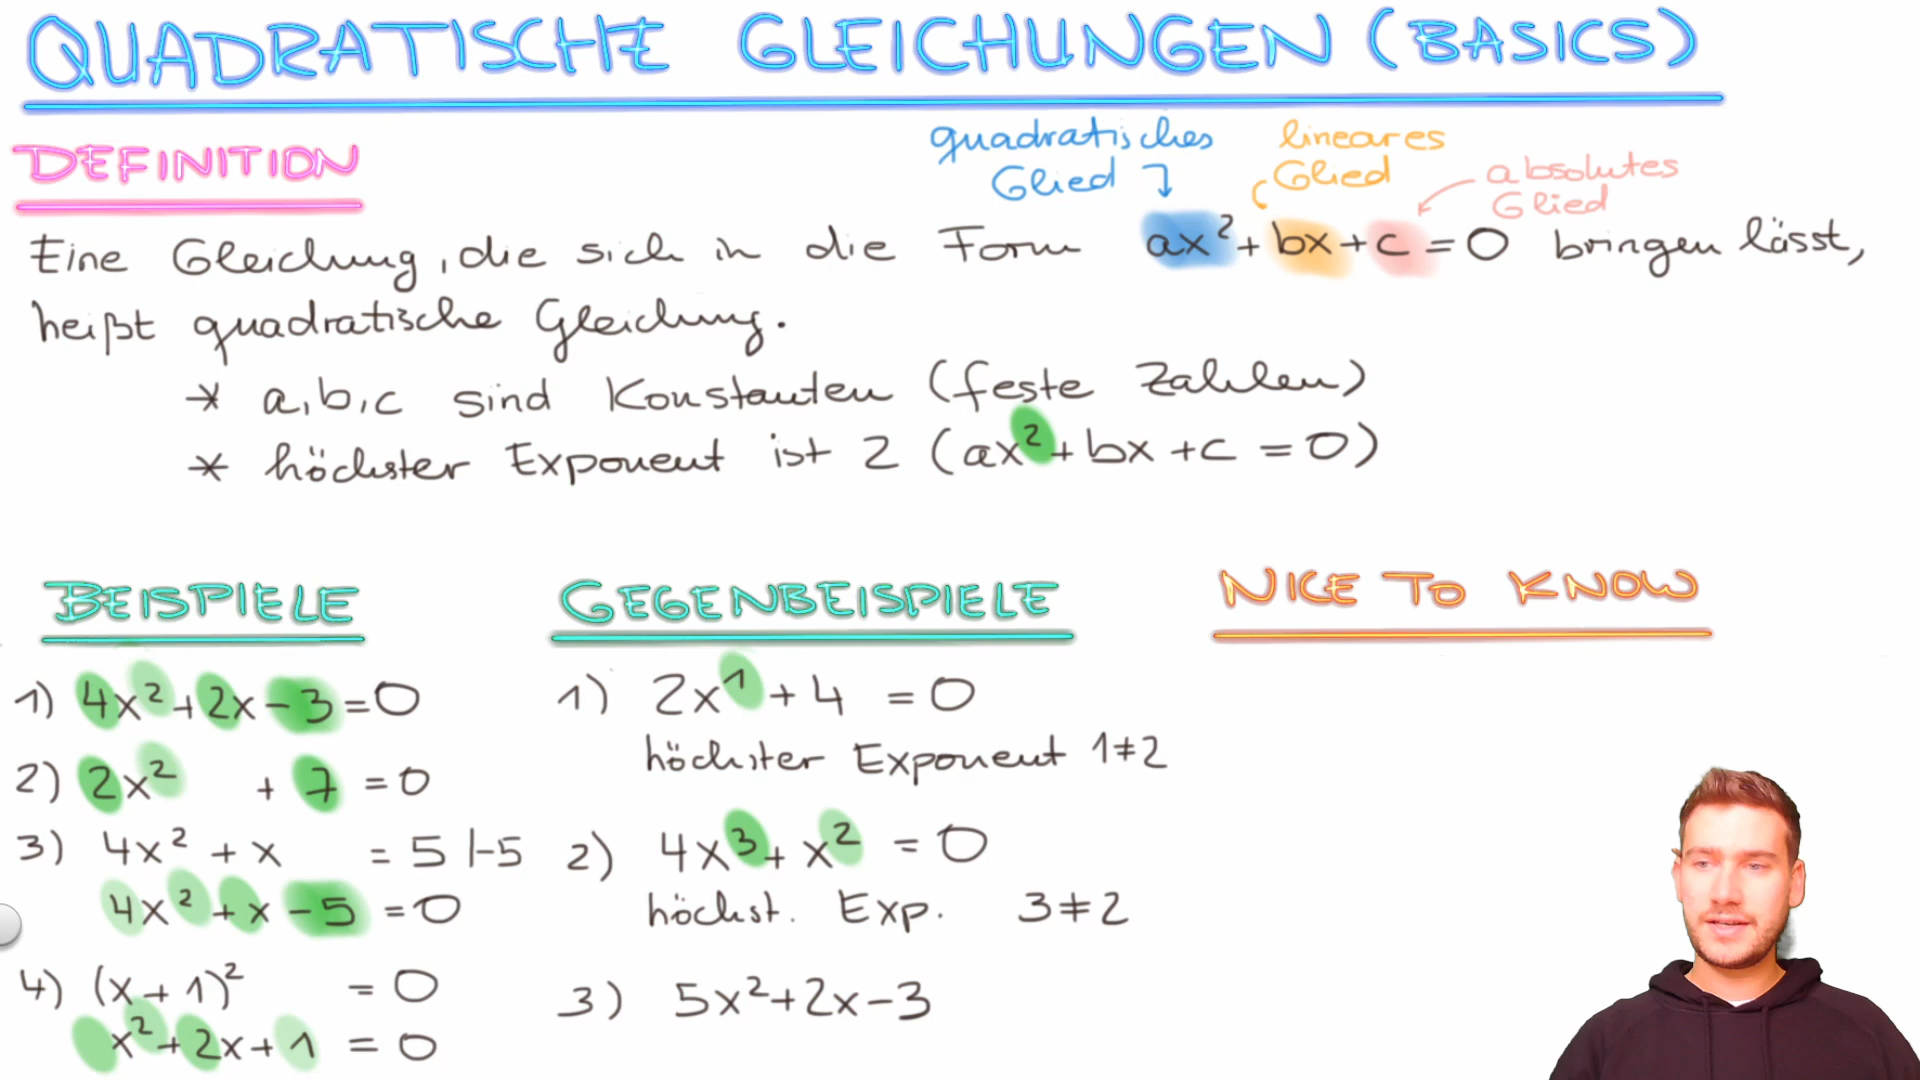 QUADRATISCHE GLEICHUNGEN (BASICS)
DEFINITION
quadratisches Glied
lineares Glied
absolutes Glied
Eine Gleichung, die sich in die Form ax²+bx+c=0 bringen lässt,
heißt quadratische Gleichung.
* a,b,c sind Konstanten (feste Zahlen)
* höchster Exponent ist 2 (ax²+bx+c=0)
BEISPIELE
1) 4x²+2x-3=0
2) 2x² + 7 = 0
3) 4x² + x = 5 |-5
4x²+x-5 = 0
4) (x+1)² = 0
x²+2x+1 = 0
GEGENBEISPIELE
1) 2x¹+4 = 0
höchster Exponent 1≠2
2) 4x³+x² = 0
höchst. Exp. 3≠2
3) 5x²+2x-3
NICE TO KNOW